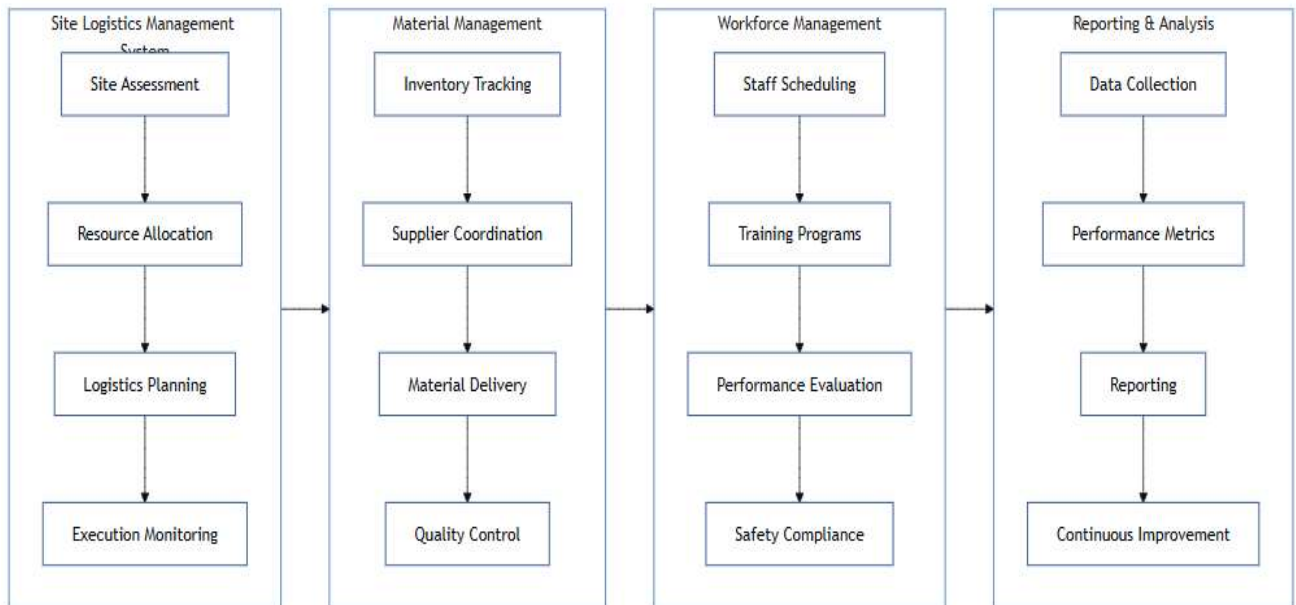 Site Logistics Management
System
Site Assessment
Resource Allocation
Logistics Planning
Execution Monitoring
Material Management
Inventory Tracking
Supplier Coordination
Material Delivery
Quality Control
Workforce Management
Staff Scheduling
Training Programs
Performance Evaluation
Safety Compliance
Reporting & Analysis
Data Collection
Performance Metrics
Reporting
Continuous Improvement